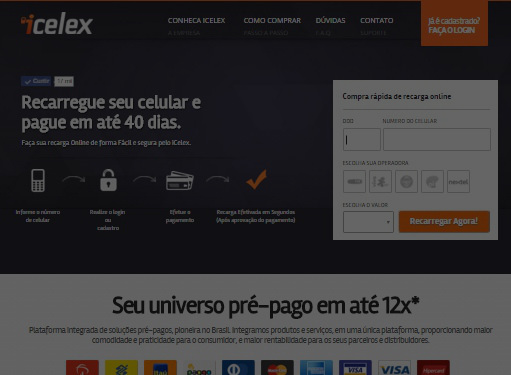 icelex
CONHEÇA ICELEX
A EMPRESA
COMO COMPRAR
PASSO A PASSO
DÚVIDAS
F.A.Q
CONTATO
SUPORTE
Já é cadastrado?
FAÇA O LOGIN
Curtir
Recarregue seu celular e
pague em até 40 dias.
Faça sua recarga Online de forma Fácil e segura pelo iCelex.
Informe o número
de celular
Realize o login
ou
cadastro
Efetue o
pagamento
Recarga Efetivada em Segundos
(Após aprovação do pagamento)
Compra rápida de recarga online
DDD
NÚMERO DO CELULAR
ESCOLHA SUA OPERADORA
nextel
ESCOLHA O VALOR
Recarregar Agora!
Seu universo pré-pago em até 12x*
Plataforma integrada de soluções pré-pagos, pioneira no Brasil. Integramos produtos e serviços, em uma única plataforma, proporcionando maior
comodidade e praticidade para o consumidor, e maior rentabilidade para os seus parceiros e distribuidores.
VISA
VISA